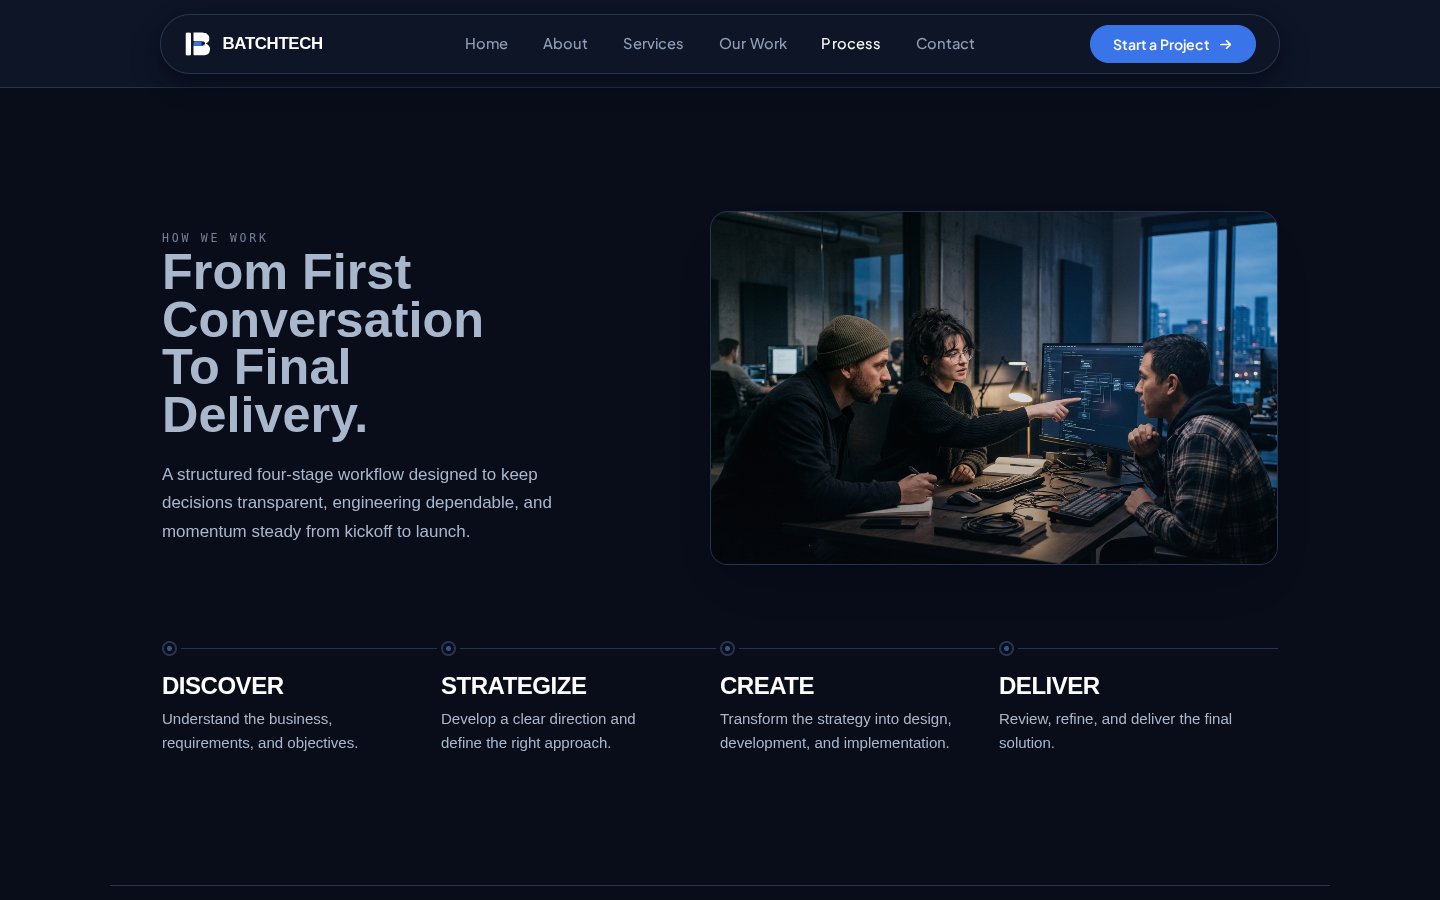 BATCHTECH
Home
About
Services
Our Work
Process
Contact
Start a Project
HOW WE WORK
From First
Conversation
To Final
Delivery.
A structured four-stage workflow designed to keep
decisions transparent, engineering dependable, and
momentum steady from kickoff to launch.
DISCOVER
Understand the business,
requirements, and objectives.
STRATEGIZE
Develop a clear direction and
define the right approach.
CREATE
Transform the strategy into design,
development, and implementation.
DELIVER
Review, refine, and deliver the final
solution.